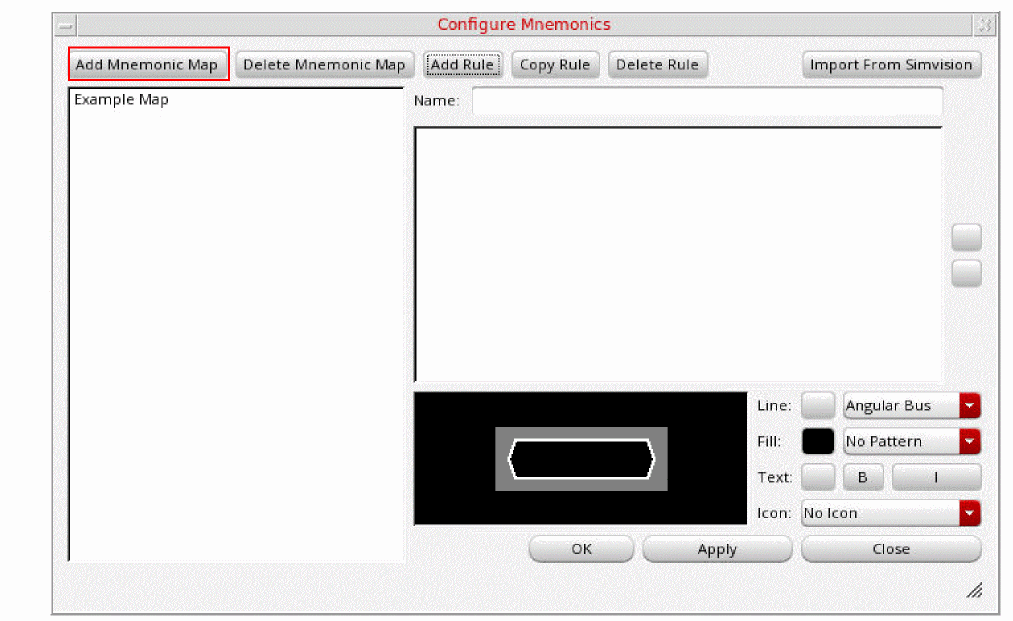 Configure Mnemonics
Add Mnemonic Map Delete Mnemonic Map Add Rule Copy Rule Delete Rule Import From Simvision
Example Map
Name:
Line: Angular Bus
Fill: No Pattern
Text: B I
Icon: No Icon
OK Apply Close